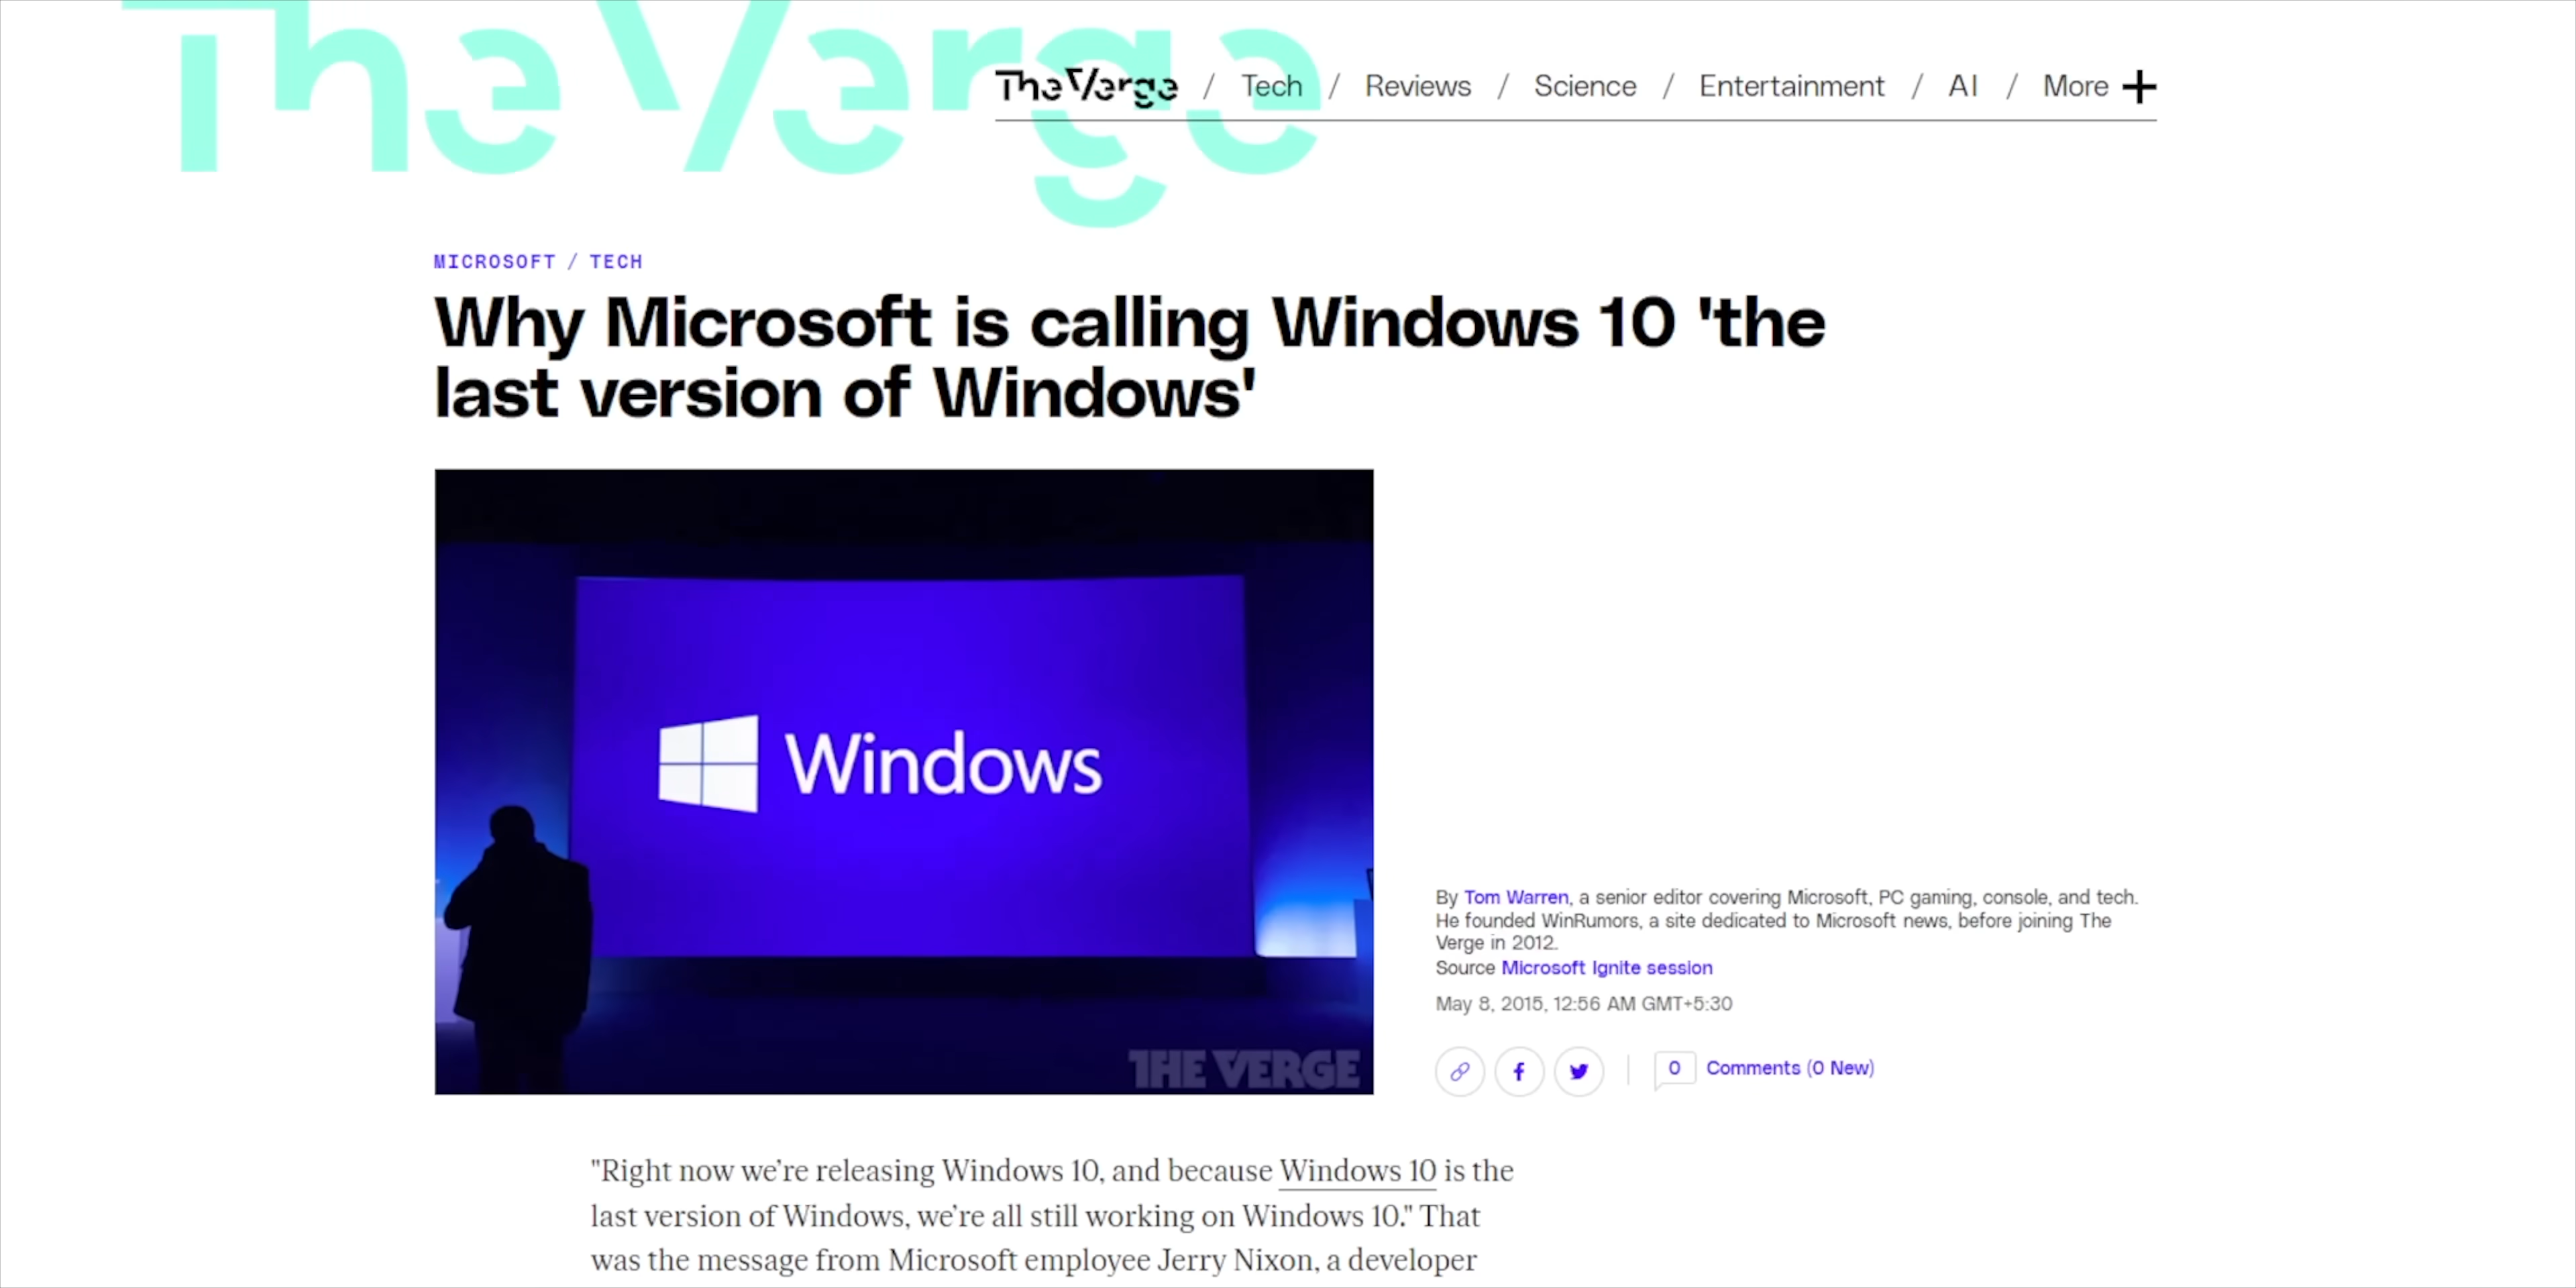 The Verge
The Verge / Tech / Reviews / Science / Entertainment / AI / More +
MICROSOFT / TECH
Why Microsoft is calling Windows 10 'the
last version of Windows'
Windows
THE VERGE
By Tom Warren, a senior editor covering Microsoft, PC gaming, console, and tech.
He founded WinRumors, a site dedicated to Microsoft news, before joining The
Verge in 2012.
Source Microsoft Ignite session
May 8, 2015, 12:56 AM GMT+5:30
0 Comments (0 New)
"Right now we’re releasing Windows 10, and because Windows 10 is the
last version of Windows, we’re all still working on Windows 10." That
was the message from Microsoft employee Jerry Nixon, a developer